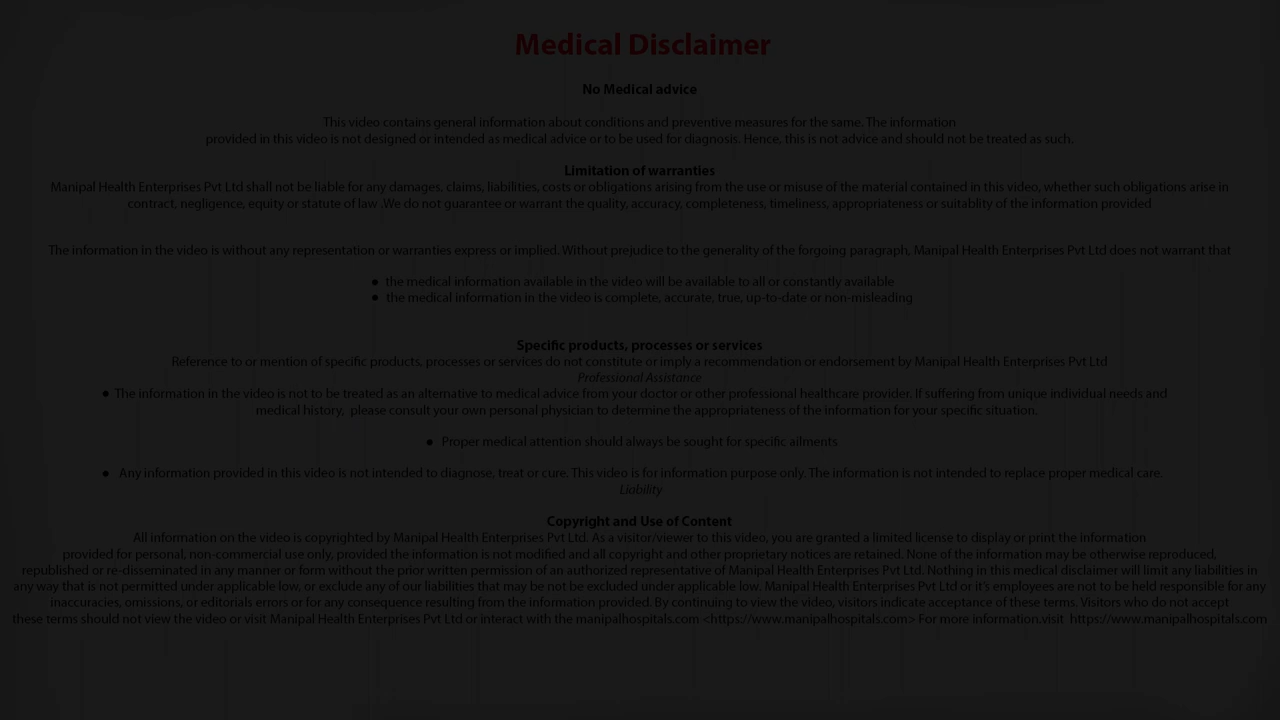 Medical Disclaimer
No Medical advice
This video contains general information about conditions and preventive measures for the same. The information
provided in this video is not designed or intended as medical advice or to be used for diagnosis. Hence, this is not advice and should not be treated as such.
Limitation of warranties
Manipal Health Enterprises Pvt Ltd shall not be liable for any damages, claims, liabilities, costs or obligations arising from the use or misuse of the material contained in this video, whether such obligations arise in
contract, negligence, equity or statute of law .We do not guarantee or warrant the quality, accuracy, completeness, timeliness, appropriateness or suitablity of the information provided
The information in the video is without any representation or warranties express or implied. Without prejudice to the generality of the forgoing paragraph, Manipal Health Enterprises Pvt Ltd does not warrant that
● the medical information available in the video will be available to all or constantly available
● the medical information in the video is complete, accurate, true, up-to-date or non-misleading
Specific products, processes or services
Reference to or mention of specific products, processes or services do not constitute or imply a recommendation or endorsement by Manipal Health Enterprises Pvt Ltd
Professional Assistance
● The information in the video is not to be treated as an alternative to medical advice from your doctor or other professional healthcare provider. If suffering from unique individual needs and
medical history, please consult your own personal physician to determine the appropriateness of the information for your specific situation.
● Proper medical attention should always be sought for specific ailments
● Any information provided in this video is not intended to diagnose, treat or cure. This video is for information purpose only. The information is not intended to replace proper medical care.
Liability
Copyright and Use of Content
All information on the video is copyrighted by Manipal Health Enterprises Pvt Ltd. As a visitor/viewer to this video, you are granted a limited license to display or print the information
provided for personal, non-commercial use only, provided the information is not modified and all copyright and other proprietary notices are retained. None of the information may be otherwise reproduced,
republished or re-disseminated in any manner or form without the prior written permission of an authorized representative of Manipal Health Enterprises Pvt Ltd. Nothing in this medical disclaimer will limit any liabilities in
any way that is not permitted under applicable low, or exclude any of our liabilities that may be not be excluded under applicable low. Manipal Health Enterprises Pvt Ltd or it's employees are not to be held responsible for any
inaccuracies, omissions, or editorials errors or for any consequence resulting from the information provided. By continuing to view the video, visitors indicate acceptance of these terms. Visitors who do not accept
these terms should not view the video or visit Manipal Health Enterprises Pvt Ltd or interact with the manipalhospitals.com <https://www.manipalhospitals.com> For more information.visit https://www.manipalhospitals.com